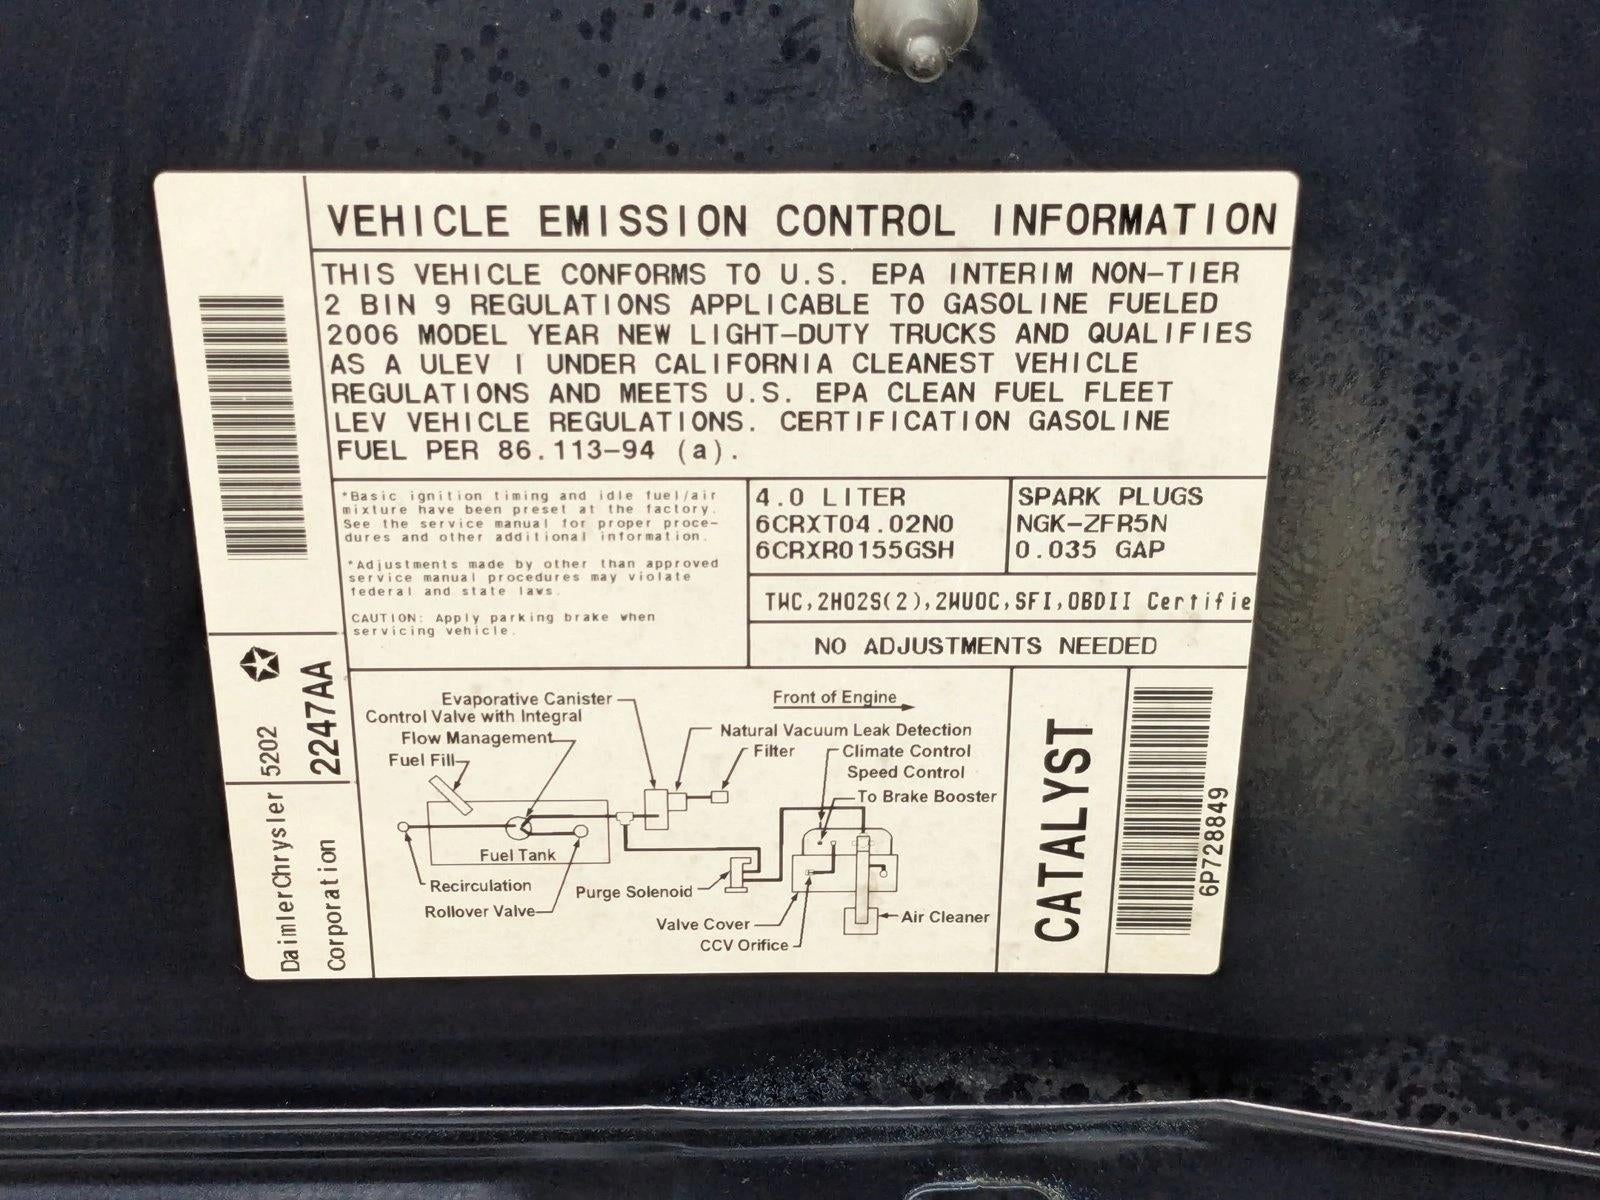 VEHICLE EMISSION CONTROL INFORMATION
THIS VEHICLE CONFORMS TO U.S. EPA INTERIM NON-TIER
2 BIN 9 REGULATIONS APPLICABLE TO GASOLINE FUELED
2006 MODEL YEAR NEW LIGHT-DUTY TRUCKS AND QUALIFIES
AS A ULEV I UNDER CALIFORNIA CLEANEST VEHICLE
REGULATIONS AND MEETS U.S. EPA CLEAN FUEL FLEET
LEV VEHICLE REGULATIONS. CERTIFICATION GASOLINE
FUEL PER 86.113-94 (a).
*Basic ignition timing and idle fuel/air
mixture have been preset at the factory.
See the service manual for proper proce-
dures and other additional information.
*Adjustments made by other than approved
service manual procedures may violate
federal and state laws.
CAUTION: Apply parking brake when
servicing vehicle.
4.0 LITER
6CRXT04.02N0
6CRXR0155GSH
SPARK PLUGS
NGK-ZFR5N
0.035 GAP
TWC,2HO2S(2),2WUOC,SFI,OBDII Certifie
NO ADJUSTMENTS NEEDED
5202
2247AA
DaimlerChrysler
Corporation
Evaporative Canister
Control Valve with Integral
Flow Management
Fuel Fill
Front of Engine
Natural Vacuum Leak Detection
Filter
Climate Control
Speed Control
To Brake Booster
Fuel Tank
Recirculation
Rollover Valve
Purge Solenoid
Valve Cover
CCV Orifice
Air Cleaner
CATALYST
6P728849